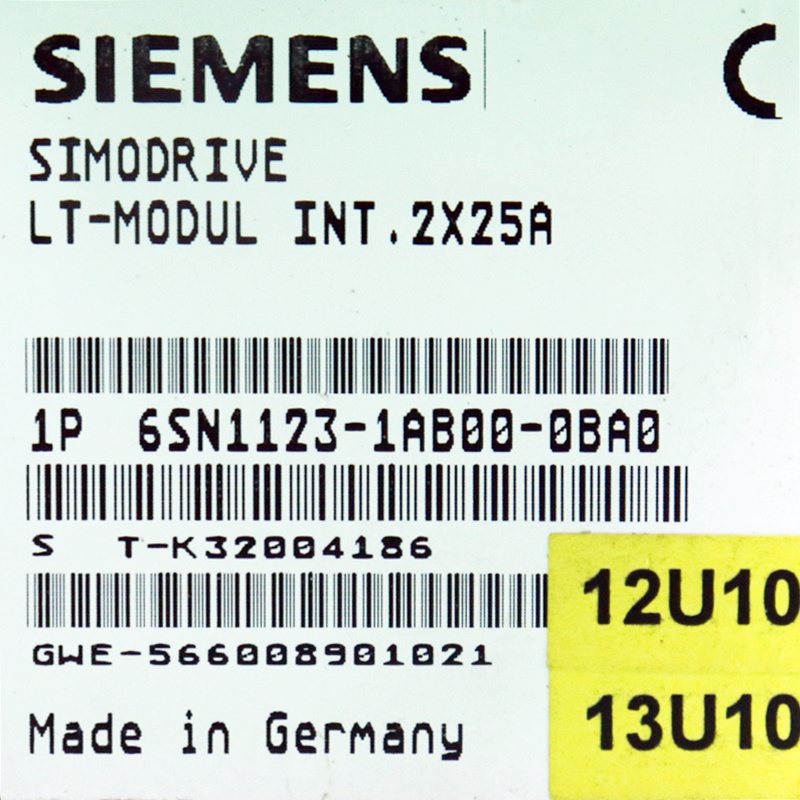 SIEMENS
SIMODRIVE
LT-MODUL INT.2X25A
1P 6SN1123-1AB00-0BA0
S T-K32004186
GWE-566008901021
Made in Germany
12U10
13U10